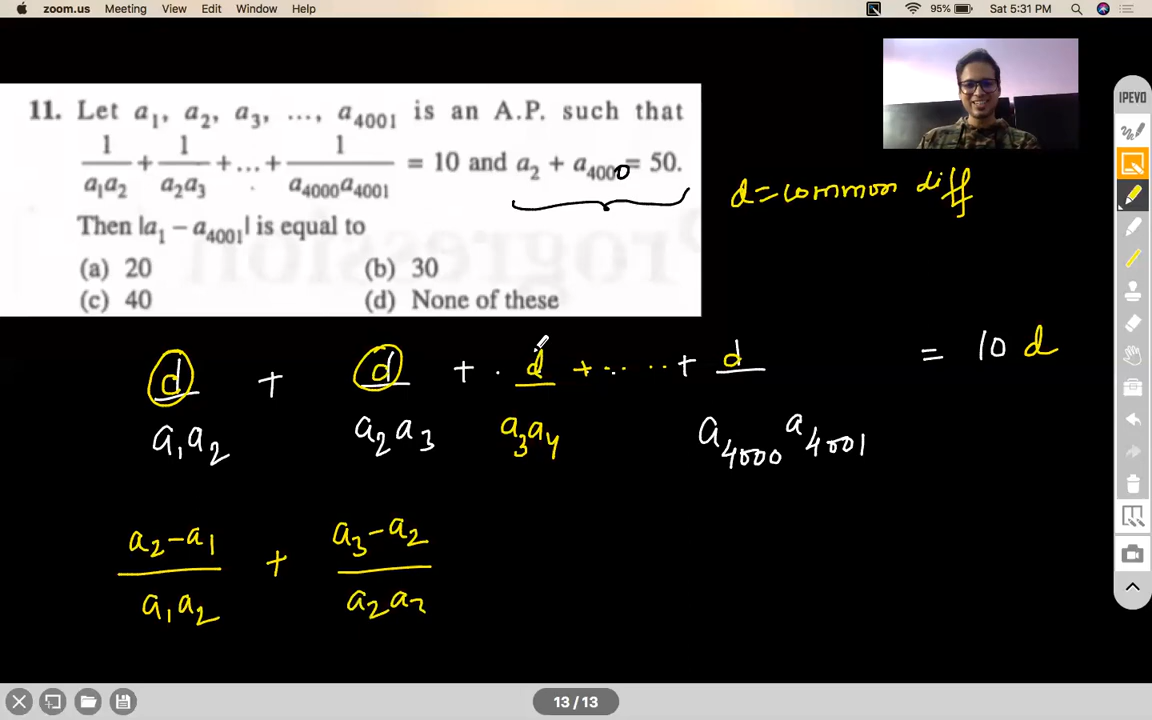 zoom.us Meeting View Edit Window Help 95% Sat 5:31 PM
IPEVO
11. Let a₁, a₂, a₃, ..., a₄₀₀₁ is an A.P. such that
1/(a₁a₂) + 1/(a₂a₃) + ... + 1/(a₄₀₀₀a₄₀₀₁) = 10 and a₂ + a₄₀₀₀ = 50.
Then |a₁ − a₄₀₀₁| is equal to
(a) 20 (b) 30
(c) 40 (d) None of these
d = common diff
d/(a₁a₂) + d/(a₂a₃) + . d/(a₃a₄) + .. .. + d/(a₄₀₀₀a₄₀₀₁) = 10 d
(a₂−a₁)/(a₁a₂) + (a₃−a₂)/(a₂a₃)
13 / 13